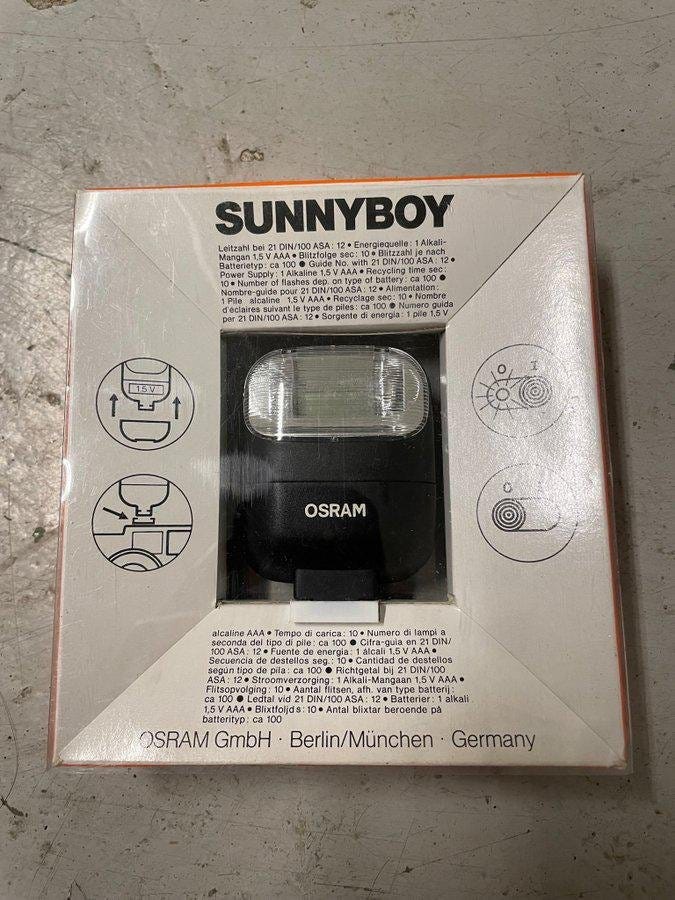 SUNNYBOY
Leitzahl bei 21 DIN/100 ASA: 12 • Energiequelle: 1 Alkali-
Mangan 1,5 V AAA • Blitzfolge sec: 10 • Blitzzahl je nach
Batterietyp: ca 100 ● Guide No. with 21 DIN/100 ASA: 12 •
Power Supply: 1 Alkaline 1,5 V AAA • Recycling time sec:
10 • Number of flashes dep. on type of battery: ca 100 ●
Nombre-guide pour 21 DIN/100 ASA: 12 • Alimentation:
1 Pile alcaline 1,5 V AAA • Recyclage sec: 10 • Nombre
d'éclaires suivant le type de piles: ca 100 ● Numero guida
per 21 DIN/100 ASA: 12 • Sorgente di energia: 1 pile 1,5 V
1,5 V
O I
O I
OSRAM
alcaline AAA • Tempo di carica: 10 • Numero di lampi a
seconda del tipo di pile: ca 100 ● Cifra-guia en 21 DIN/
100 ASA: 12 • Fuente de energia: 1 álcali 1,5 V AAA •
Secuencia de destellos seg.: 10 • Cantidad de destellos
según tipo de pila: ca 100 ● Richtgetal bij 21 DIN/100
ASA: 12 • Stroomverzorging: 1 Alkali-Mangaan 1,5 V AAA •
Flitsopvolging: 10 • Aantal flitsen, afh. van type batterij:
ca 100 ● Ledtal vid 21 DIN/100 ASA: 12 • Batterier: 1 alkali
1,5 V AAA • Blixtföljd s: 10 • Antal blixtar beroende på
batterityp: ca 100
OSRAM GmbH · Berlin/München · Germany